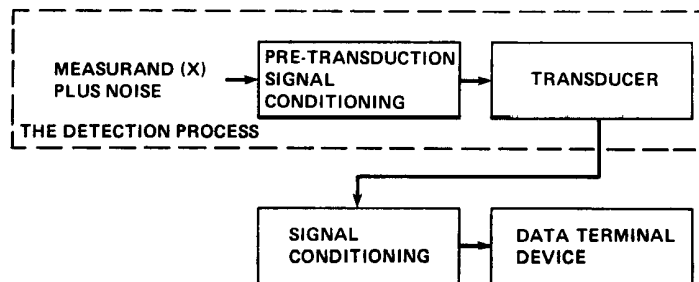 MEASURAND (X)
PLUS NOISE
PRE-TRANSDUCTION
SIGNAL
CONDITIONING
TRANSDUCER
THE DETECTION PROCESS
SIGNAL
CONDITIONING
DATA TERMINAL
DEVICE